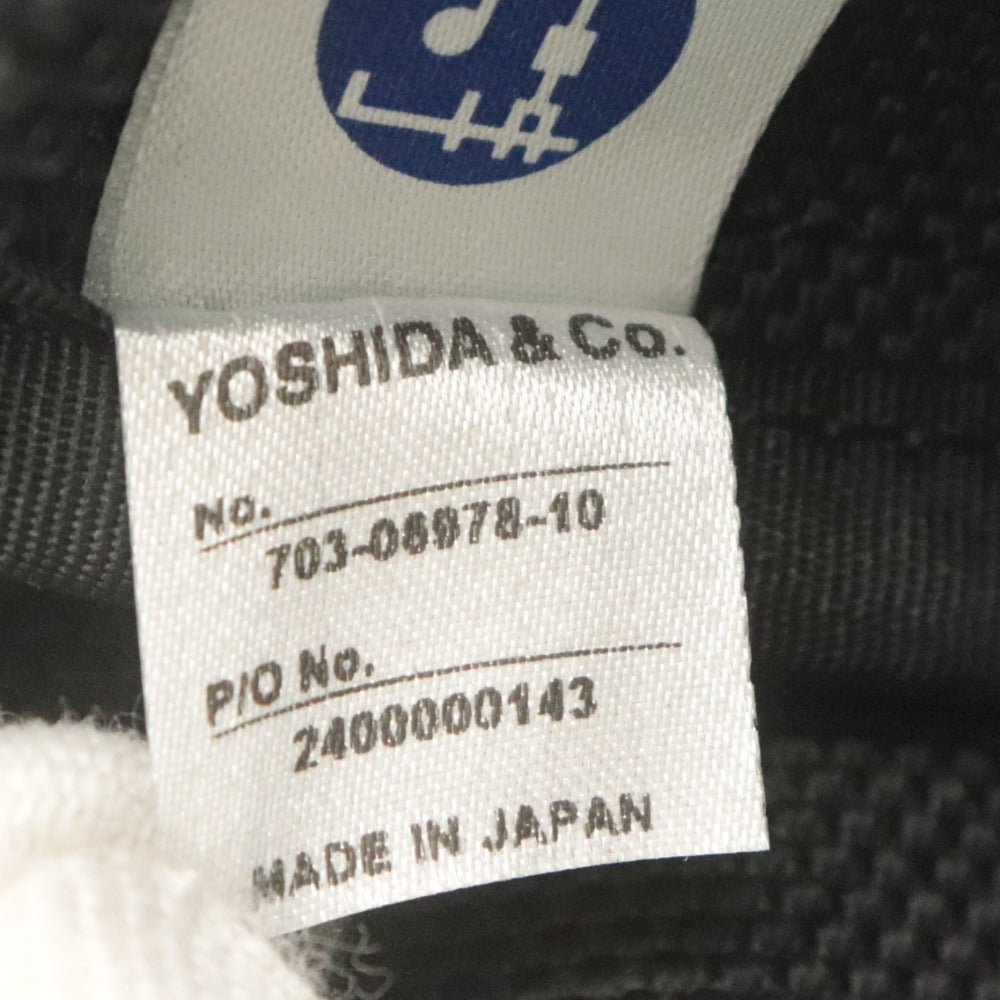 YOSHIDA & Co.
No.
703-06978-10
P/O No.
2400000143
MADE IN JAPAN